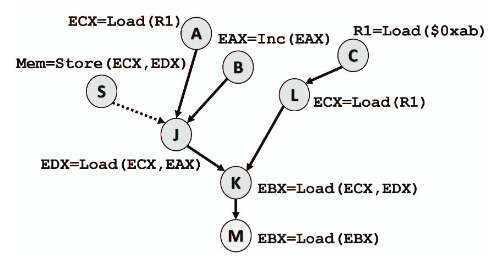 ECX=Load(R1)
A
EAX=Inc(EAX)
R1=Load($0xab)
B
C
Mem=Store(ECX,EDX)
S
L
ECX=Load(R1)
J
EDX=Load(ECX,EAX)
K
EBX=Load(ECX,EDX)
M
EBX=Load(EBX)